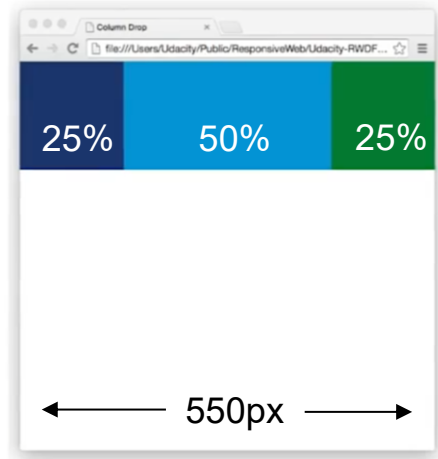 Column Drop
file:///Users/Udacity/Public/ResponsiveWeb/Udacity-RWDF...
25% 50% 25%
550px